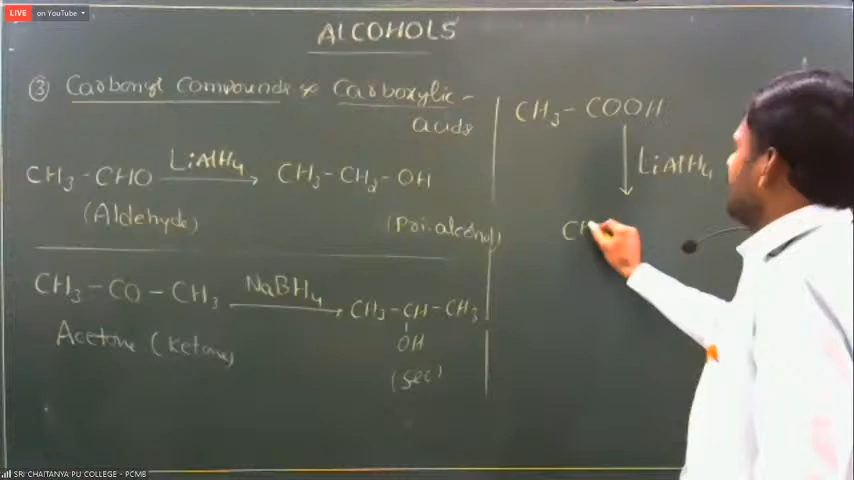 LIVE on YouTube
ALCOHOLS
③ Carbonyl Compounds & Carboxylic-
acids
CH3-CHO LiAlH4 CH3-CH2-OH
(Aldehyde) (Pri-alcohol)
CH3-CO-CH3 NaBH4 CH3-CH-CH3
OH
Acetone (Ketone) (sec)
CH3-COOH
LiAlH4
CH
SRI CHAITANYA PU COLLEGE - PCMB